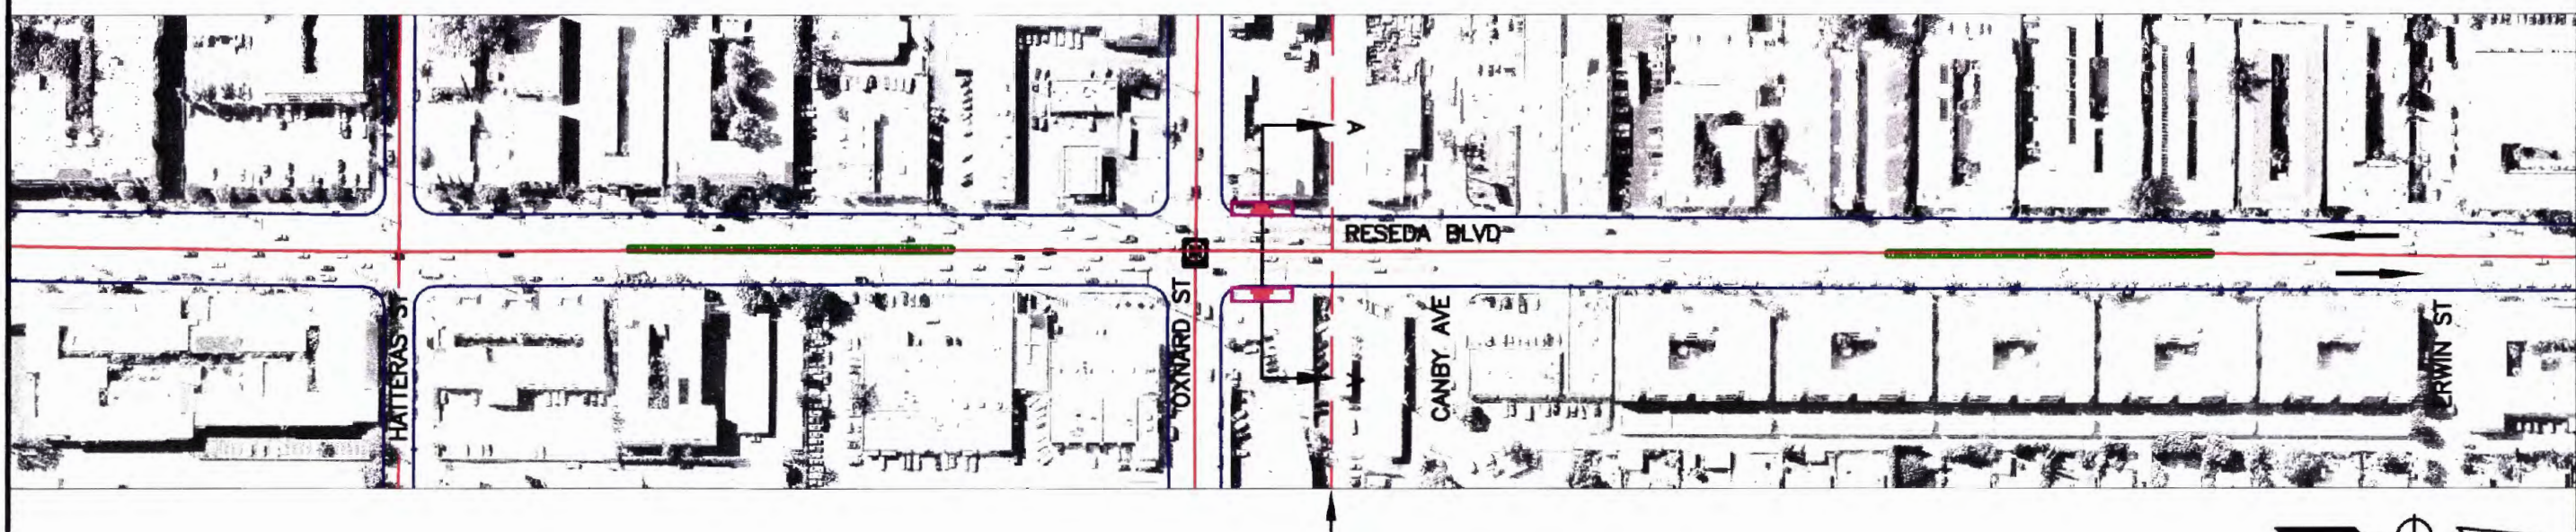 A
RESEDA BLVD
HATTERAS ST
OXNARD ST
A
CANBY AVE
ERWIN ST